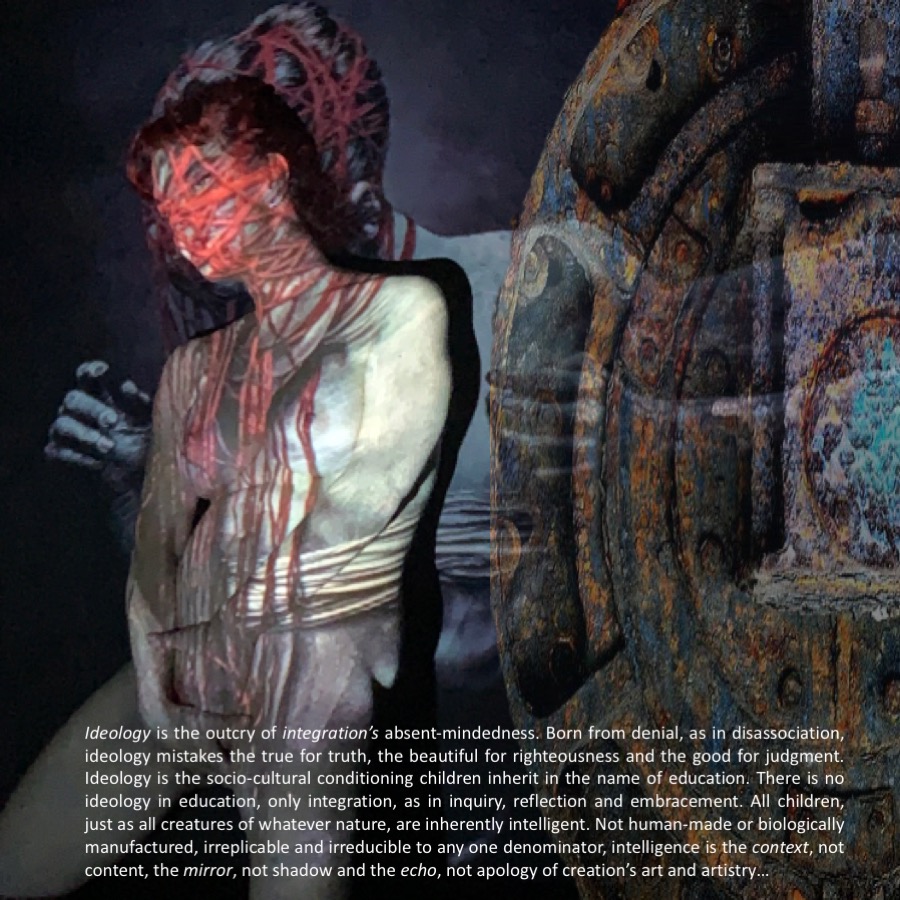 Ideology is the outcry of integration’s absent-mindedness. Born from denial, as in disassociation,
ideology mistakes the true for truth, the beautiful for righteousness and the good for judgment.
Ideology is the socio-cultural conditioning children inherit in the name of education. There is no
ideology in education, only integration, as in inquiry, reflection and embracement. All children,
just as all creatures of whatever nature, are inherently intelligent. Not human-made or biologically
manufactured, irreplicable and irreducible to any one denominator, intelligence is the context, not
content, the mirror, not shadow and the echo, not apology of creation’s art and artistry…